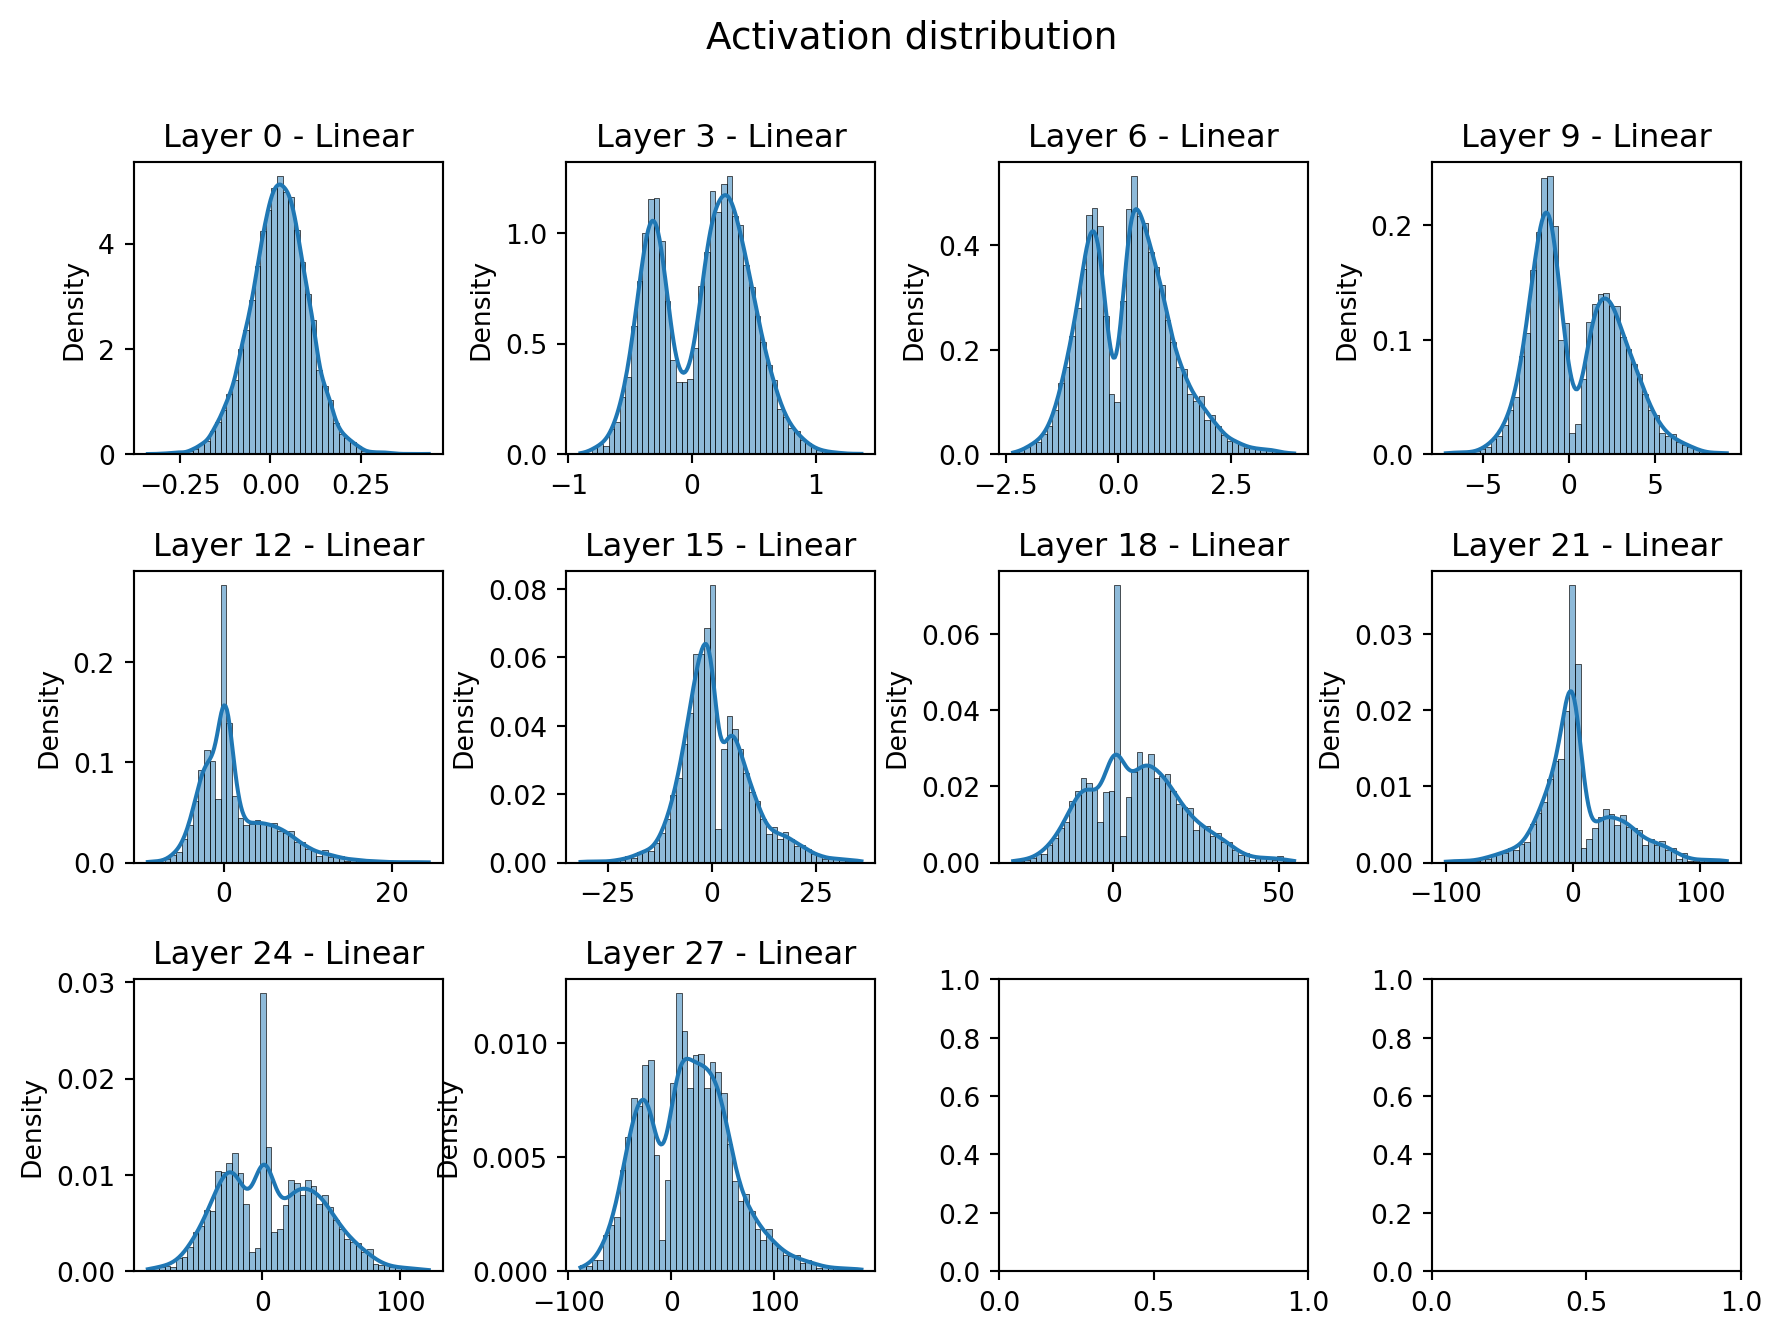 Activation distribution
Layer 0 - Linear
Layer 3 - Linear
Layer 6 - Linear
Layer 9 - Linear
Density
4
2
0
−0.25 0.00 0.25
Density
1.0
0.5
0.0
−1 0 1
Density
0.4
0.2
0.0
−2.5 0.0 2.5
Density
0.2
0.1
0.0
−5 0 5
Layer 12 - Linear
Layer 15 - Linear
Layer 18 - Linear
Layer 21 - Linear
Density
0.2
0.1
0.0
0 20
Density
0.08
0.06
0.04
0.02
0.00
−25 0 25
Density
0.06
0.04
0.02
0.00
0 50
Density
0.03
0.02
0.01
0.00
−100 0 100
Layer 24 - Linear
Layer 27 - Linear
Density
0.03
0.02
0.01
0.00
0 100
Density
0.010
0.005
0.000
−100 0 100
1.0
0.8
0.6
0.4
0.2
0.0
0.0 0.5 1.0
1.0
0.8
0.6
0.4
0.2
0.0
0.0 0.5 1.0